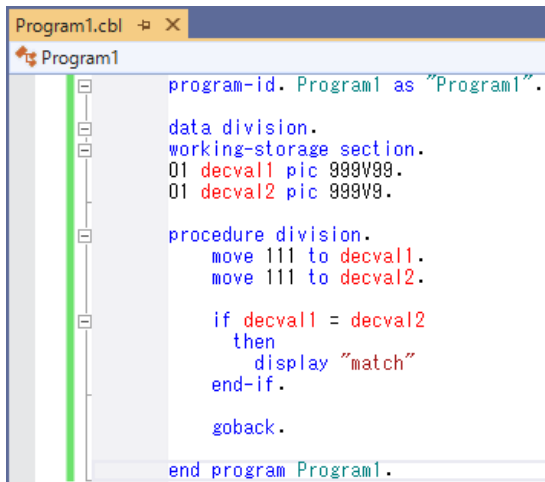 Program1.cbl
Program1
program-id. Program1 as "Program1".
data division.
working-storage section.
01 decval1 pic 999V99.
01 decval2 pic 999V9.
procedure division.
move 111 to decval1.
move 111 to decval2.
if decval1 = decval2
then
display "match"
end-if.
goback.
end program Program1.